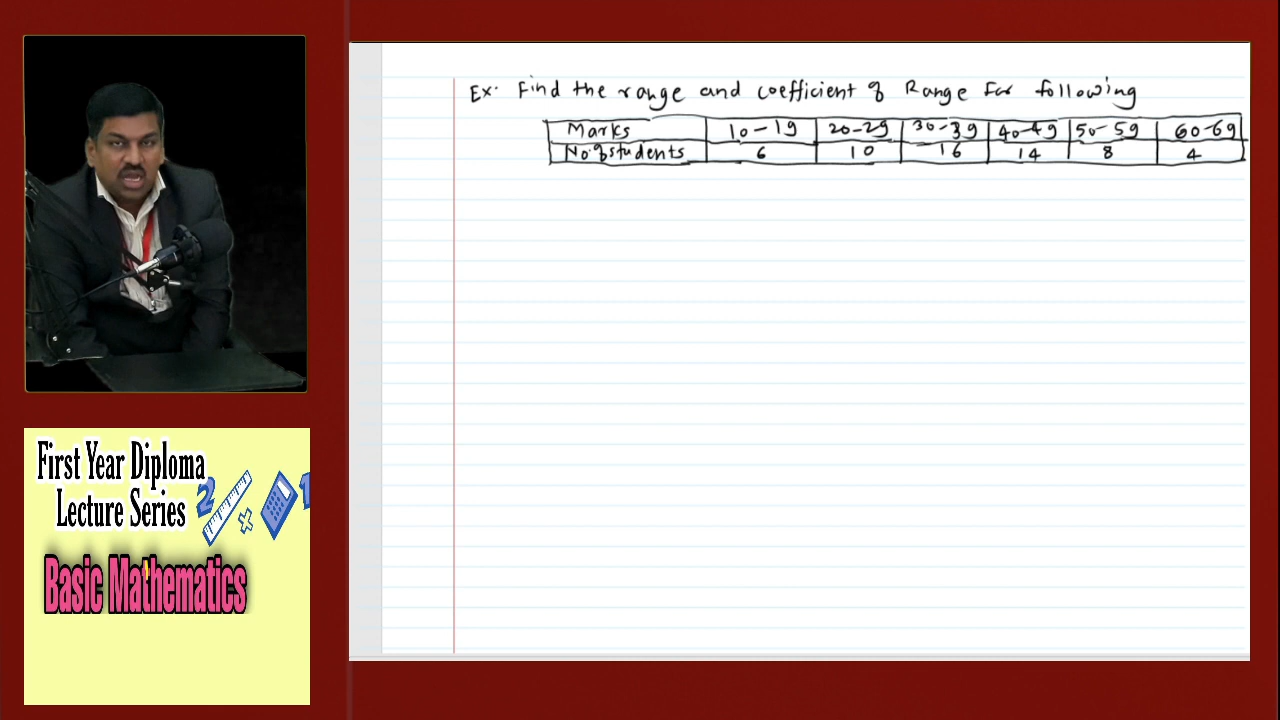 Ex. Find the range and coefficient of Range for following
Marks 10-19 20-29 30-39 40-49 50-59 60-69
No.of students 6 10 16 14 8 4
First Year Diploma
Lecture Series
2 x 1
Basic Mathematics